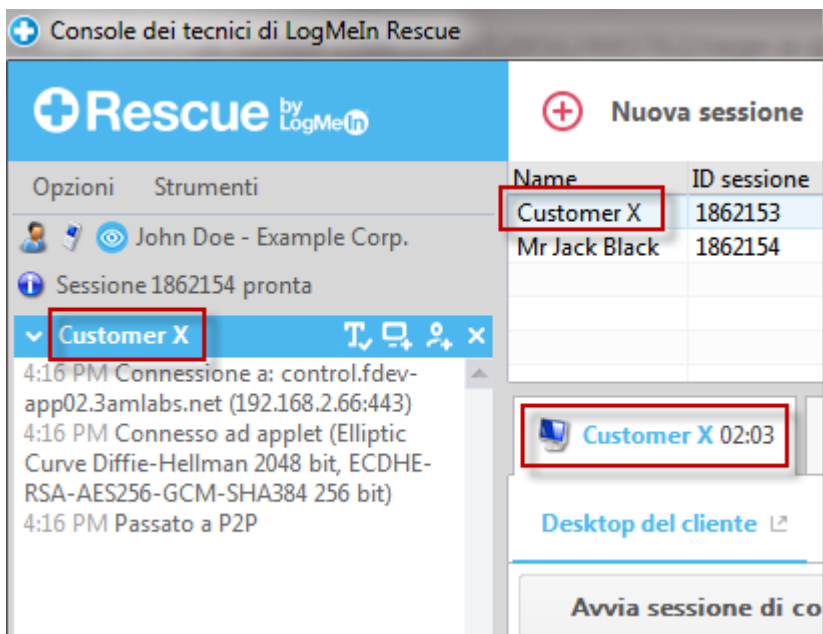 Console dei tecnici di LogMeIn Rescue
Rescue by LogMeIn
Nuova sessione
Opzioni Strumenti
Name ID sessione
Customer X 1862153
Mr Jack Black 1862154
John Doe - Example Corp.
Sessione 1862154 pronta
Customer X
4:16 PM Connessione a: control.fdev-
app02.3amlabs.net (192.168.2.66:443)
4:16 PM Connesso ad applet (Elliptic
Curve Diffie-Hellman 2048 bit, ECDHE-
RSA-AES256-GCM-SHA384 256 bit)
4:16 PM Passato a P2P
Customer X 02:03
Desktop del cliente
Avvia sessione di co